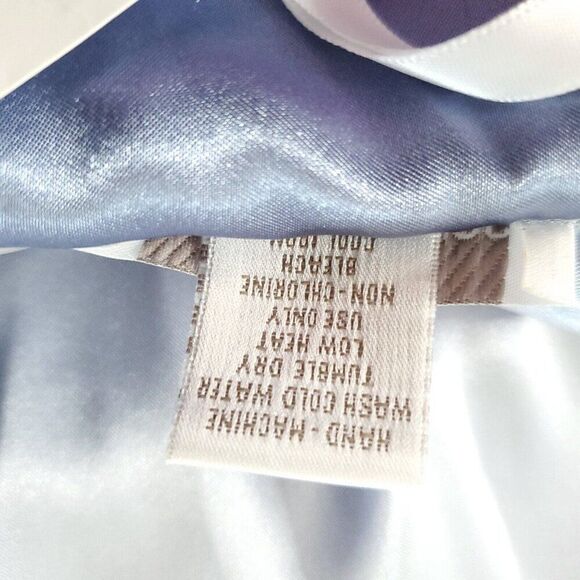 HAND - MACHINE
WASH COLD WATER
TUMBLE DRY
LOW HEAT
USE ONLY
NON-CHLORINE
BLEACH
COOL IRON